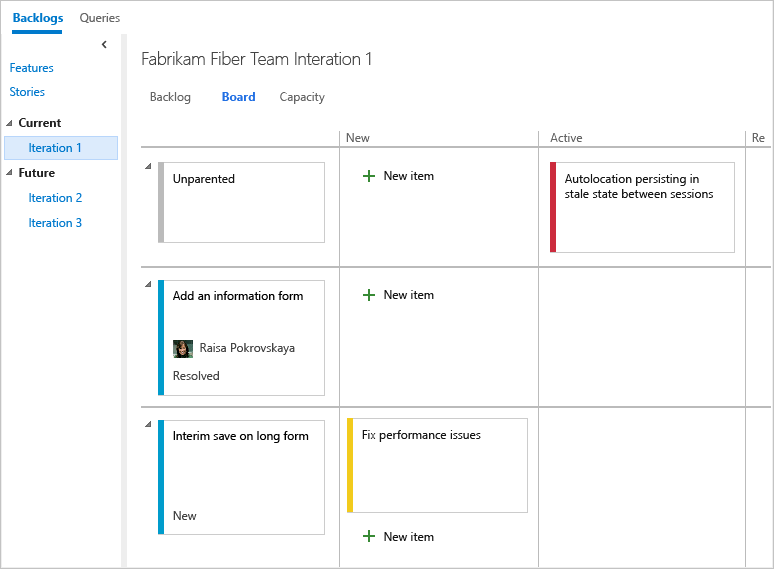 Backlogs Queries
Features
Stories
Current
Iteration 1
Future
Iteration 2
Iteration 3
Fabrikam Fiber Team Interation 1
Backlog Board Capacity
New Active Re
Unparented
New item
Autolocation persisting in
stale state between sessions
Add an information form
Raisa Pokrovskaya
Resolved
New item
Interim save on long form
New
Fix performance issues
New item